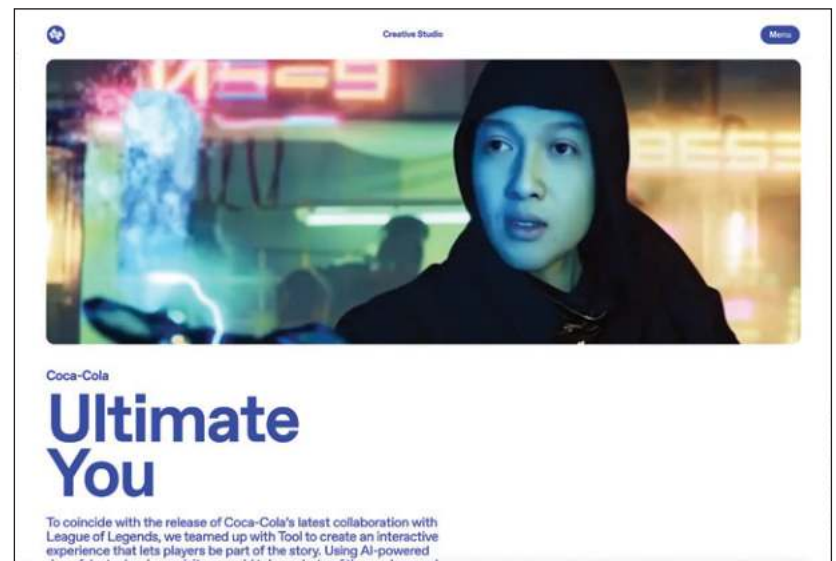 Creative Studio
Menu
Coca-Cola
Ultimate
You
To coincide with the release of Coca-Cola's latest collaboration with
League of Legends, we teamed up with Tool to create an interactive
experience that lets players be part of the story. Using AI-powered